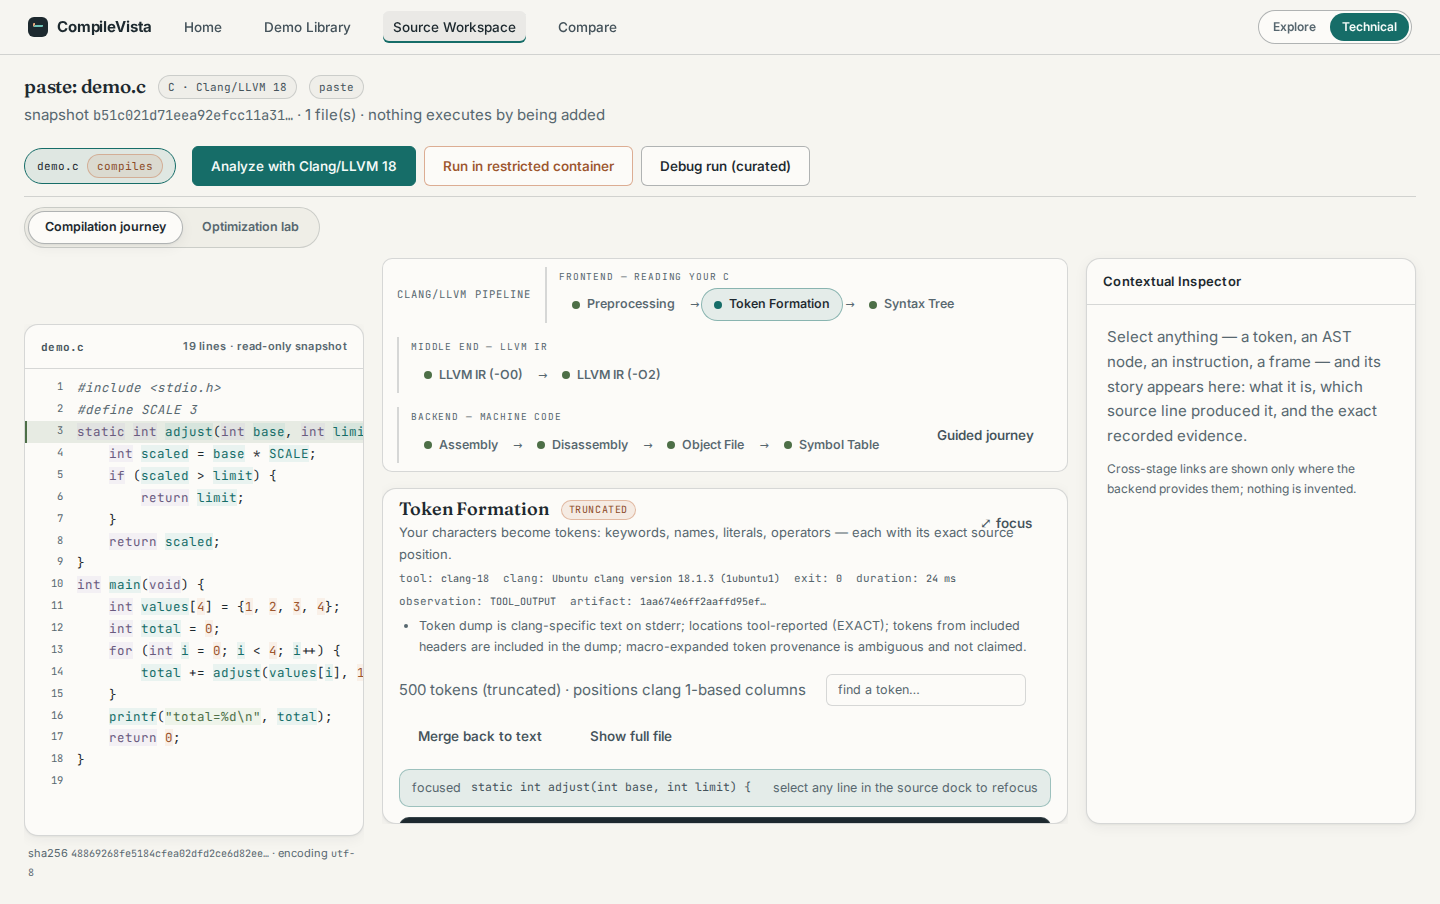 CompileVista Home Demo Library Source Workspace Compare Explore Technical
paste: demo.c C · Clang/LLVM 18 paste
snapshot b51c021d71eea92efcc11a31… · 1 file(s) · nothing executes by being added
demo.c compiles Analyze with Clang/LLVM 18 Run in restricted container Debug run (curated)
Compilation journey Optimization lab
demo.c 19 lines · read-only snapshot
1 #include <stdio.h>
2 #define SCALE 3
3 static int adjust(int base, int limi
4 int scaled = base * SCALE;
5 if (scaled > limit) {
6 return limit;
7 }
8 return scaled;
9 }
10 int main(void) {
11 int values[4] = {1, 2, 3, 4};
12 int total = 0;
13 for (int i = 0; i < 4; i++) {
14 total += adjust(values[i], 1
15 }
16 printf("total=%d\n", total);
17 return 0;
18 }
19
sha256 48869268fe5184cfea02dfd2ce6d82ee… · encoding utf-
8
CLANG/LLVM PIPELINE
FRONTEND — READING YOUR C
Preprocessing → Token Formation → Syntax Tree
MIDDLE END — LLVM IR
LLVM IR (-O0) → LLVM IR (-O2)
BACKEND — MACHINE CODE
Assembly → Disassembly → Object File → Symbol Table
Guided journey
Token Formation TRUNCATED
⤢ focus
Your characters become tokens: keywords, names, literals, operators — each with its exact source
position.
tool: clang-18 clang: Ubuntu clang version 18.1.3 (1ubuntu1) exit: 0 duration: 24 ms
observation: TOOL_OUTPUT artifact: 1aa674e6ff2aaffd95ef…
• Token dump is clang-specific text on stderr; locations tool-reported (EXACT); tokens from included
headers are included in the dump; macro-expanded token provenance is ambiguous and not claimed.
500 tokens (truncated) · positions clang 1-based columns find a token…
Merge back to text Show full file
focused static int adjust(int base, int limit) { select any line in the source dock to refocus
Contextual Inspector
Select anything — a token, an AST
node, an instruction, a frame — and its
story appears here: what it is, which
source line produced it, and the exact
recorded evidence.
Cross-stage links are shown only where the
backend provides them; nothing is invented.